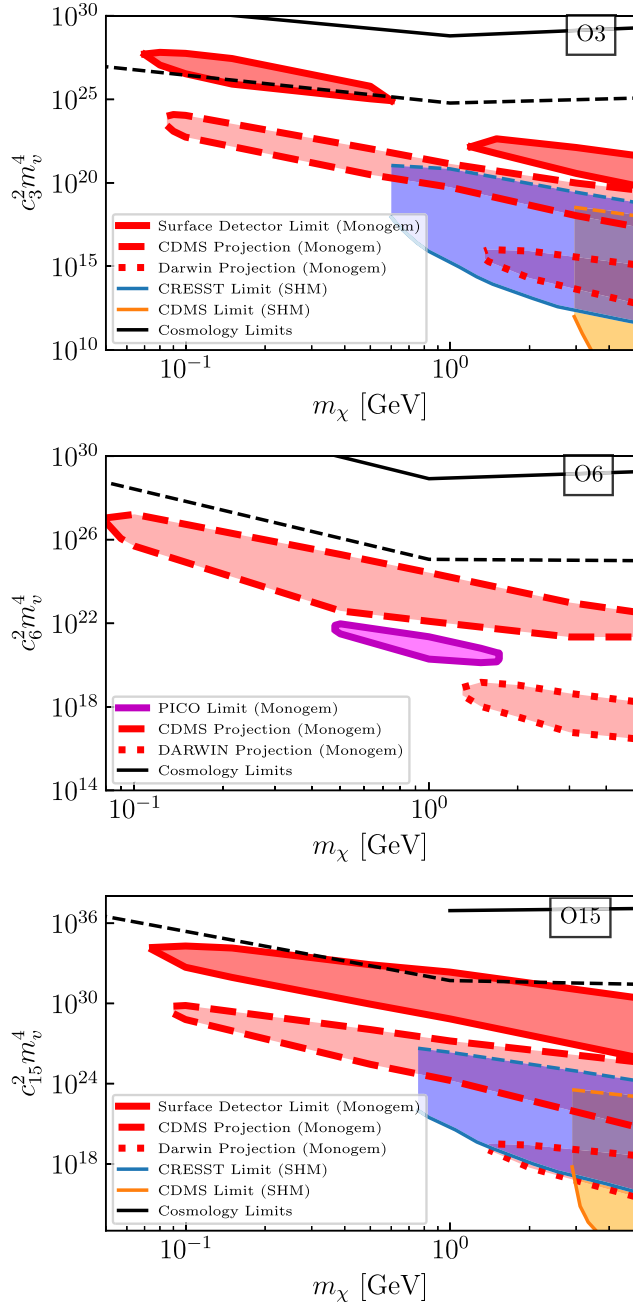 10^30
O3
10^25
10^20
c_3^2 m_v^4
Surface Detector Limit (Monogem)
CDMS Projection (Monogem)
10^15
Darwin Projection (Monogem)
CRESST Limit (SHM)
CDMS Limit (SHM)
Cosmology Limits
10^10
10^−1
10^0
m_χ [GeV]
10^30
O6
10^26
c_6^2 m_v^4
10^22
10^18
PICO Limit (Monogem)
CDMS Projection (Monogem)
DARWIN Projection (Monogem)
Cosmology Limits
10^14
10^−1
10^0
m_χ [GeV]
10^36
O15
10^30
c_15^2 m_v^4
10^24
Surface Detector Limit (Monogem)
CDMS Projection (Monogem)
10^18
Darwin Projection (Monogem)
CRESST Limit (SHM)
CDMS Limit (SHM)
Cosmology Limits
10^−1
10^0
m_χ [GeV]